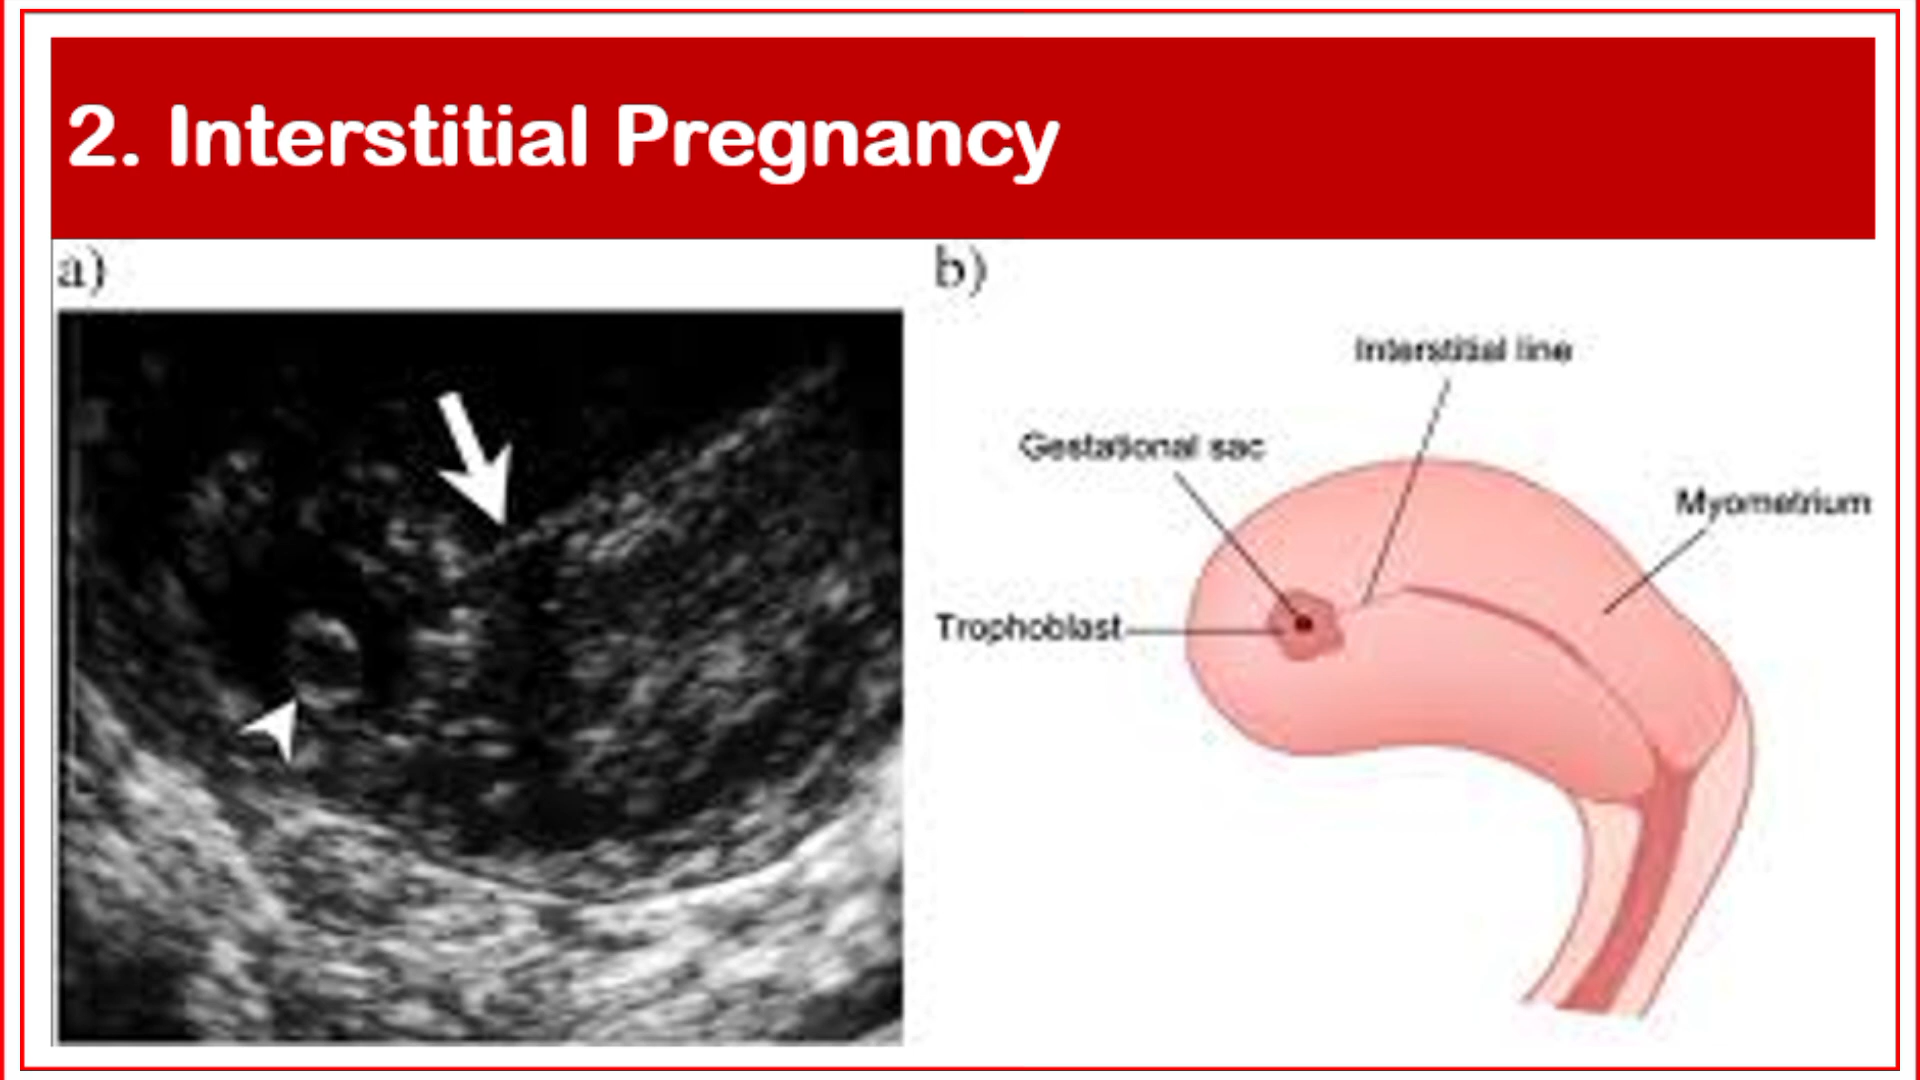 2. Interstitial Pregnancy
a)
b)
Interstitial line
Gestational sac
Myometrium
Trophoblast